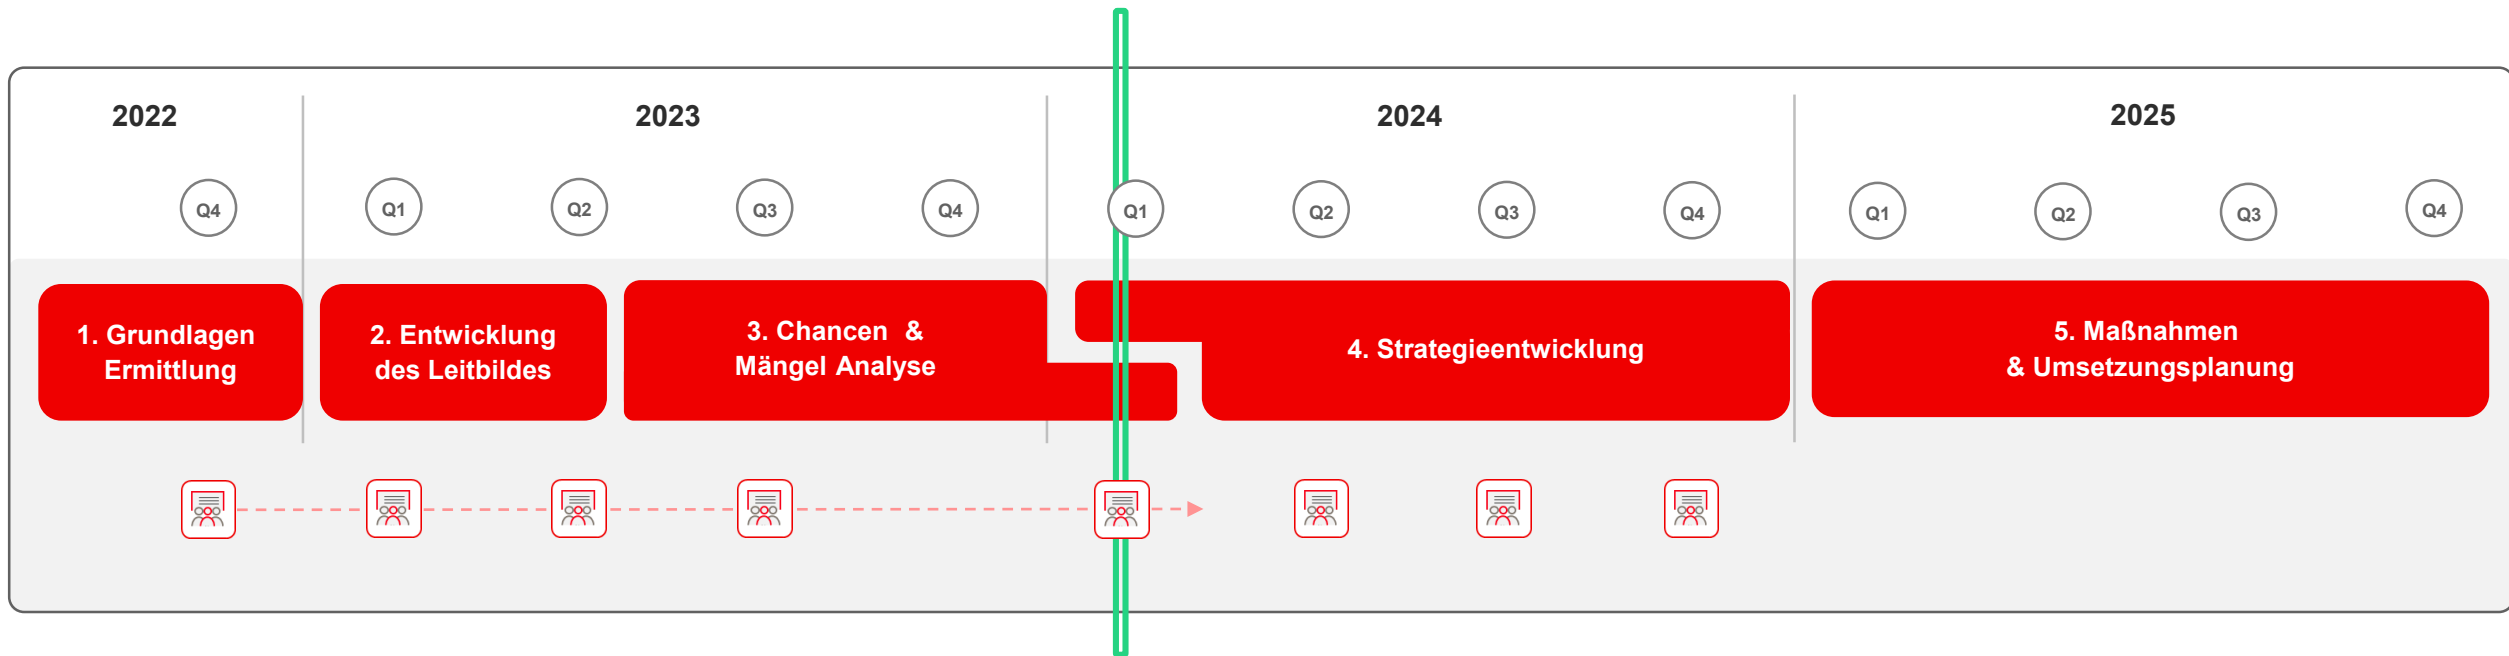 2022
2023
2024
2025
Q4
Q1
Q2
Q3
Q4
Q1
Q2
Q3
Q4
Q1
Q2
Q3
Q4
1. Grundlagen
Ermittlung
2. Entwicklung
des Leitbildes
3. Chancen &
Mängel Analyse
4. Strategieentwicklung
5. Maßnahmen
& Umsetzungsplanung